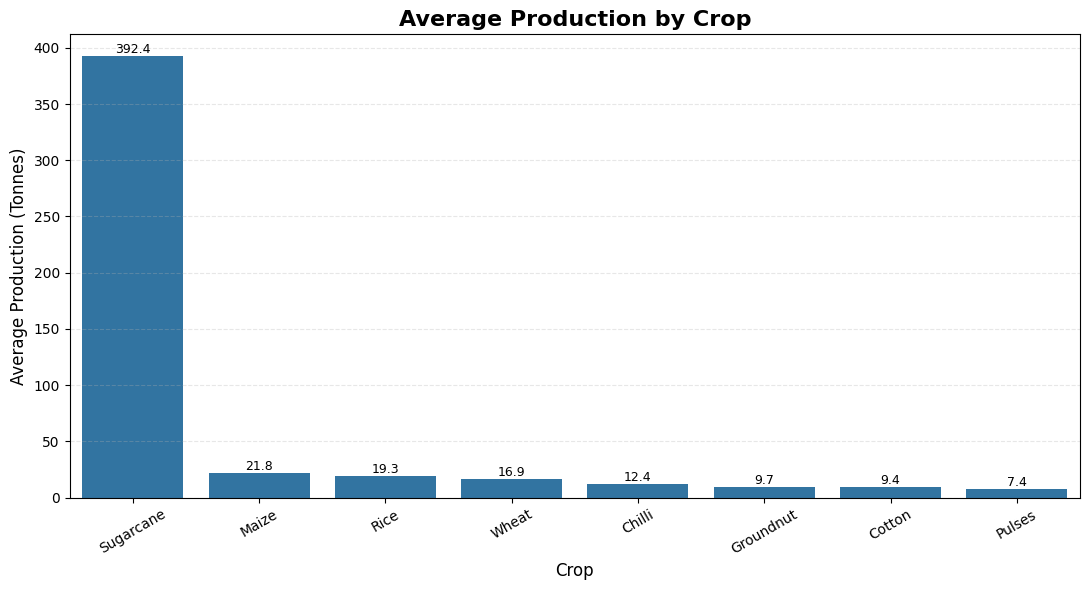 Average Production by Crop
Average Production (Tonnes)
400
350
300
250
200
150
100
50
0
392.4
21.8
19.3
16.9
12.4
9.7
9.4
7.4
Sugarcane
Maize
Rice
Wheat
Chilli
Groundnut
Cotton
Pulses
Crop